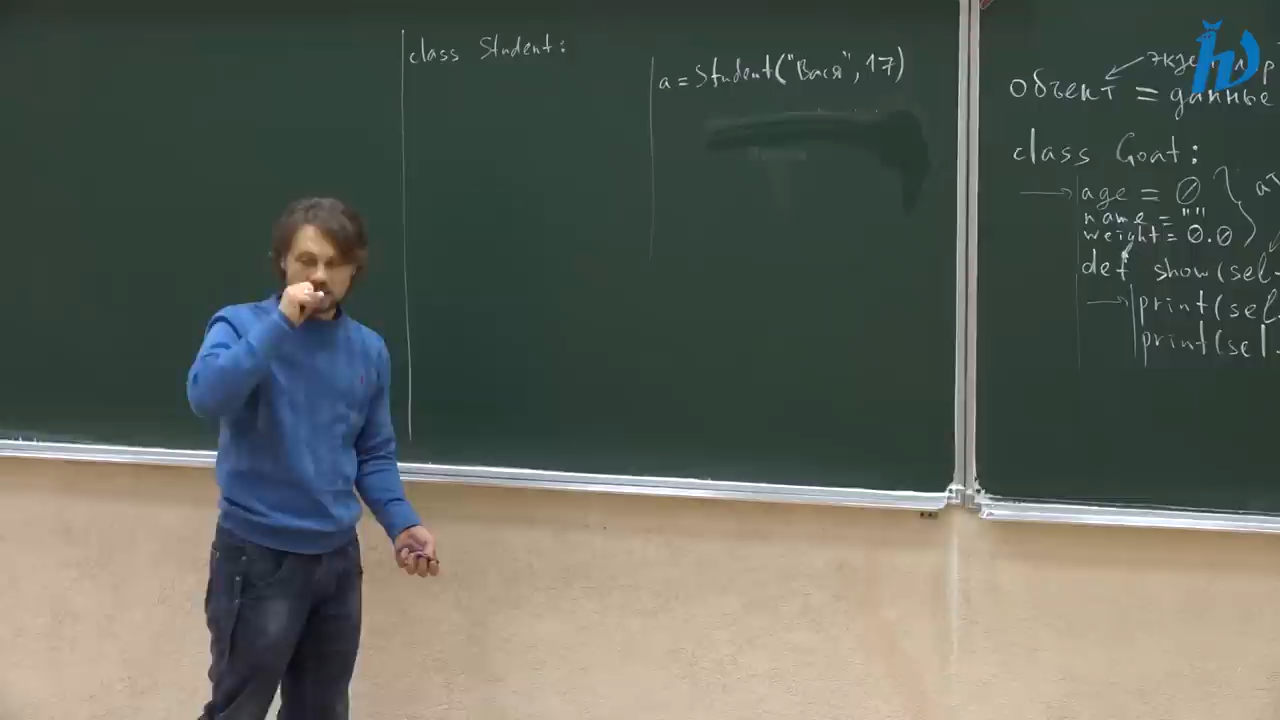 class Student:
a = Student("Вася", 17)
объект = данные
class Goat:
age = 0
name = ""
weight = 0.0
def show(sel
print(sel
print(sel